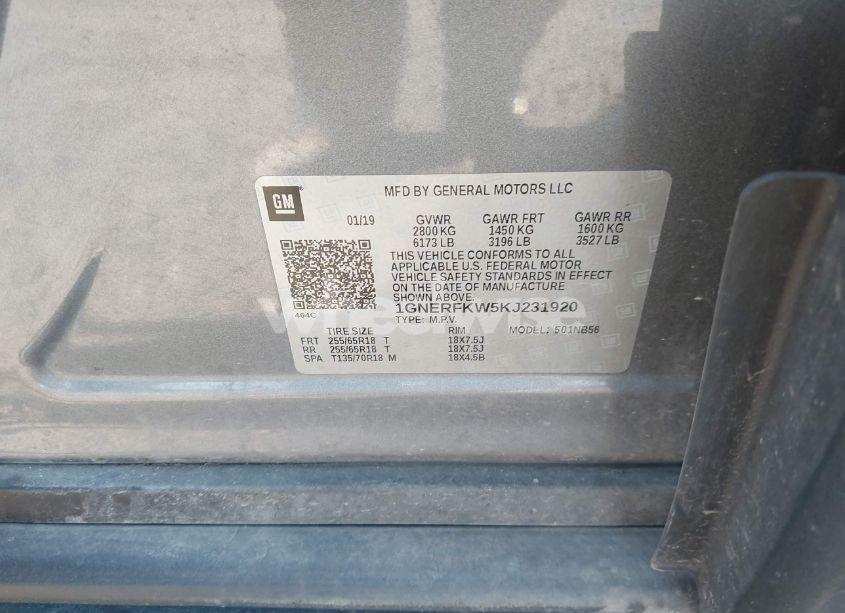 GM
MFD BY GENERAL MOTORS LLC
01/19 GVWR GAWR FRT GAWR RR
2800 KG 1450 KG 1600 KG
6173 LB 3196 LB 3527 LB
THIS VEHICLE CONFORMS TO ALL
APPLICABLE U.S. FEDERAL MOTOR
VEHICLE SAFETY STANDARDS IN EFFECT
ON THE DATE OF MANUFACTURE
SHOWN ABOVE.
464C 1GNERFKW5KJ231920
TYPE: M.P.V. MODEL: 501NB56
TIRE SIZE RIM
FRT 255/65R18 T 18X7.5J
RR 255/65R18 T 18X7.5J
SPA T135/70R18 M 18X4.5B